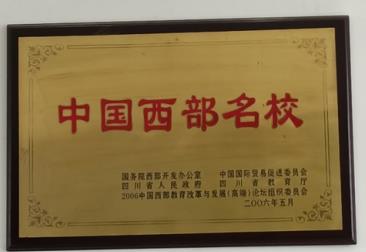 中国西部名校
国务院西部开发办公室 中国国际贸易促进委员会
四川省人民政府 四川省教育厅
2006中国西部教育改革与发展(高端)论坛组织委员会
二〇〇六年五月